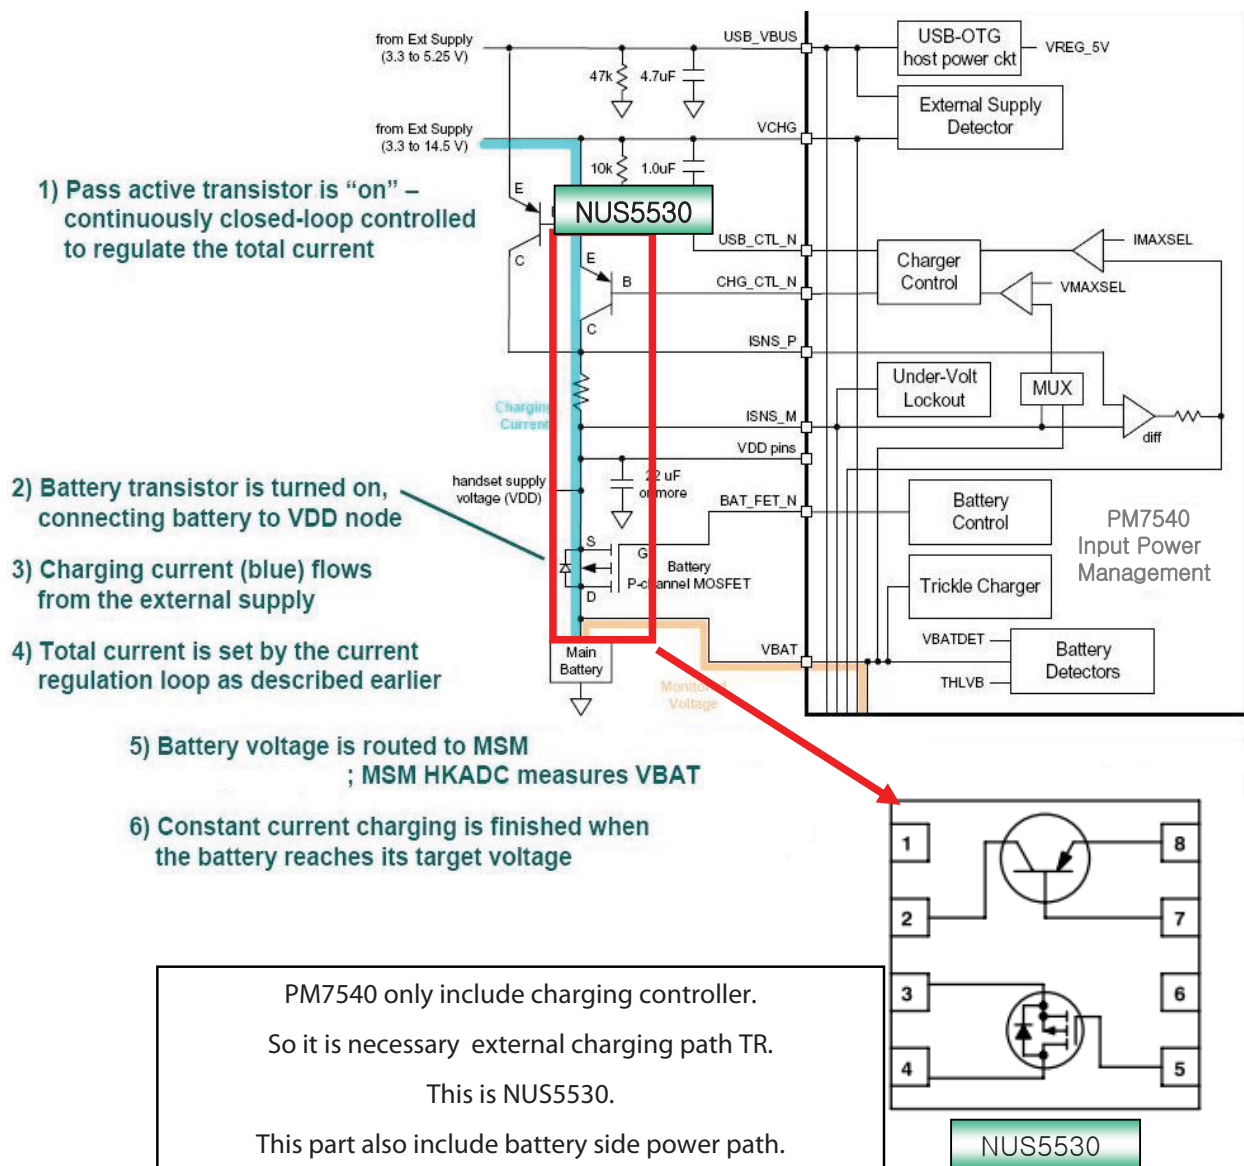 from Ext Supply
(3.3 to 5.25 V)
USB_VBUS
USB-OTG
host power ckt
VREG_5V
47k
4.7uF
External Supply
Detector
from Ext Supply
(3.3 to 14.5 V)
VCHG
10k
1.0uF
1) Pass active transistor is “on” –
continuously closed-loop controlled
to regulate the total current
E
C
NUS5530
USB_CTL_N
IMAXSEL
E
B
C
CHG_CTL_N
Charger
Control
VMAXSEL
ISNS_P
Under-Volt
Lockout
MUX
Charging
Current
ISNS_M
diff
VDD pins
2) Battery transistor is turned on,
connecting battery to VDD node
handset supply
voltage (VDD)
22 uF
or more
BAT_FET_N
Battery
Control
PM7540
Input Power
Management
S
G
D
Battery
P-channel MOSFET
3) Charging current (blue) flows
from the external supply
Trickle Charger
4) Total current is set by the current
regulation loop as described earlier
Main
Battery
VBAT
VBATDET
THLVB
Battery
Detectors
Monitored
Voltage
5) Battery voltage is routed to MSM
; MSM HKADC measures VBAT
6) Constant current charging is finished when
the battery reaches its target voltage
1
8
2
7
3
6
4
5
NUS5530
PM7540 only include charging controller.
So it is necessary external charging path TR.
This is NUS5530.
This part also include battery side power path.